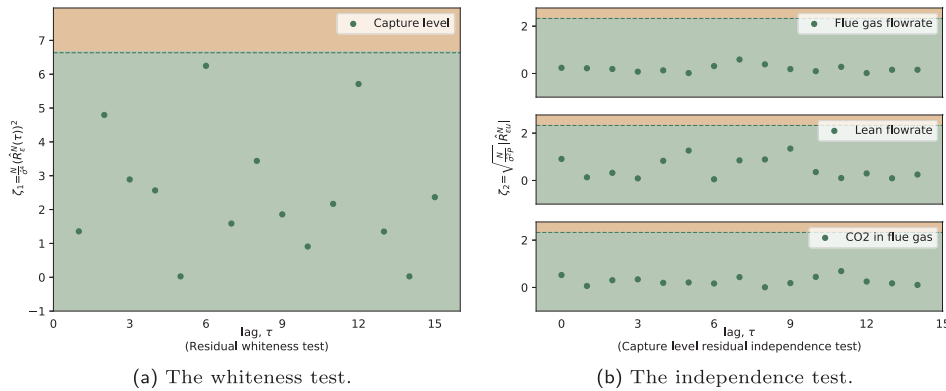 Capture level
7
6
5
4
3
2
1
0
−1
ζ₁=N/σ⁴(R̂ᴺ_ε(τ))²
0 3 6 9 12 15
lag, τ
(Residual whiteness test)
(a) The whiteness test.
Flue gas flowrate
2
0
Lean flowrate
2
0
ζ₂=√(N/σ²P)|R̂ᴺ_εu|
CO2 in flue gas
2
0
0 3 6 9 12 15
lag, τ
(Capture level residual independence test)
(b) The independence test.